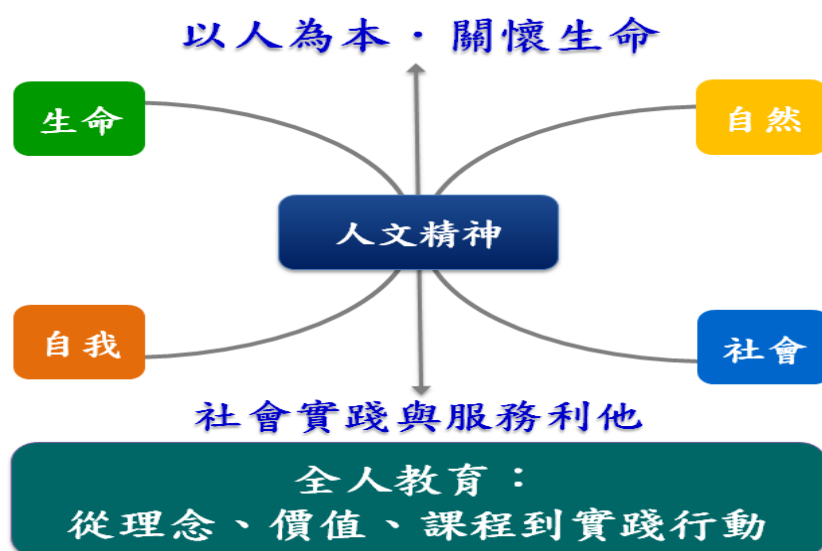 以人為本・關懷生命
生命
自然
人文精神
自我
社會
社會實踐與服務利他
全人教育：
從理念、價值、課程到實踐行動